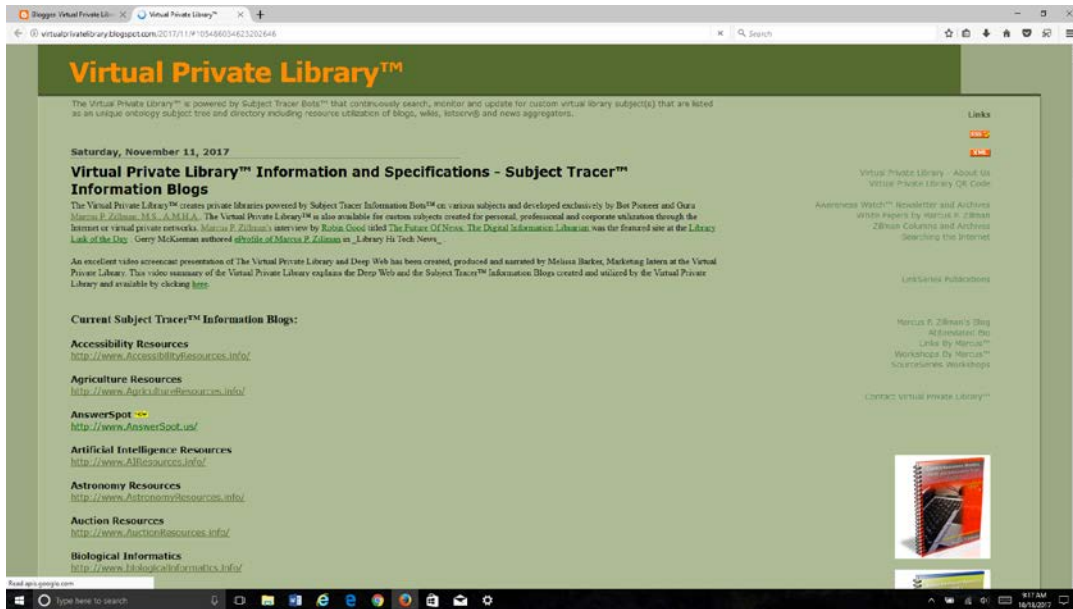 Blogger: Virtual Private Libr
Virtual Private Library™
virtualprivatelibrary.blogspot.com/2017/11/#105466034623202646
Search
Virtual Private Library™
The Virtual Private Library™ is powered by Subject Tracer Bots™ that continuously search, monitor and update for custom virtual library subject(s) that are listed
as an unique ontology subject tree and directory including resource utilization of blogs, wikis, listserv® and news aggregators.
Links
XML
Saturday, November 11, 2017
Virtual Private Library™ Information and Specifications - Subject Tracer™
Information Blogs
The Virtual Private Library™ creates private libraries powered by Subject Tracer Information Bots™ on various subjects and developed exclusively by Bot Pioneer and Guru
Marcus P. Zillman, M.S., A.M.H.A.. The Virtual Private Library™ is also available for custom subjects created for personal, professional and corporate utilization through the
Internet or virtual private networks. Marcus P. Zillman's interview by Robin Good titled The Future Of News: The Digital Information Librarian was the featured site at the Library
Link of the Day. Gerry McKiernan authored eProfile of Marcus P. Zillman in _Library Hi Tech News_.
An excellent video screencast presentation of The Virtual Private Library and Deep Web has been created, produced and narrated by Melissa Barker, Marketing Intern at the Virtual
Private Library. This video summary of the Virtual Private Library explains the Deep Web and the Subject Tracer™ Information Blogs created and utilized by the Virtual Private
Library and available by clicking here.
Current Subject Tracer™ Information Blogs:
Accessibility Resources
http://www.AccessibilityResources.info/
Agriculture Resources
http://www.AgricultureResources.info/
AnswerSpot
http://www.AnswerSpot.us/
Artificial Intelligence Resources
http://www.AIResources.info/
Astronomy Resources
http://www.AstronomyResources.info/
Auction Resources
http://www.AuctionResources.info/
Biological Informatics
http://www.biologicalInformatics.info/
Virtual Private Library - About Us
Virtual Private Library QR Code
Awareness Watch™ Newsletter and Archives
White Papers by Marcus P. Zillman
Zillman Columns and Archives
Searching the Internet
LinkSeries Publications
Marcus P. Zillman's Blog
AI Annotated Bio
Links By Marcus™
Workshops By Marcus™
SourceSeries Workshops
Contact Virtual Private Library™
Read apis.google.com
Type here to search
9:17 AM
10/18/2017